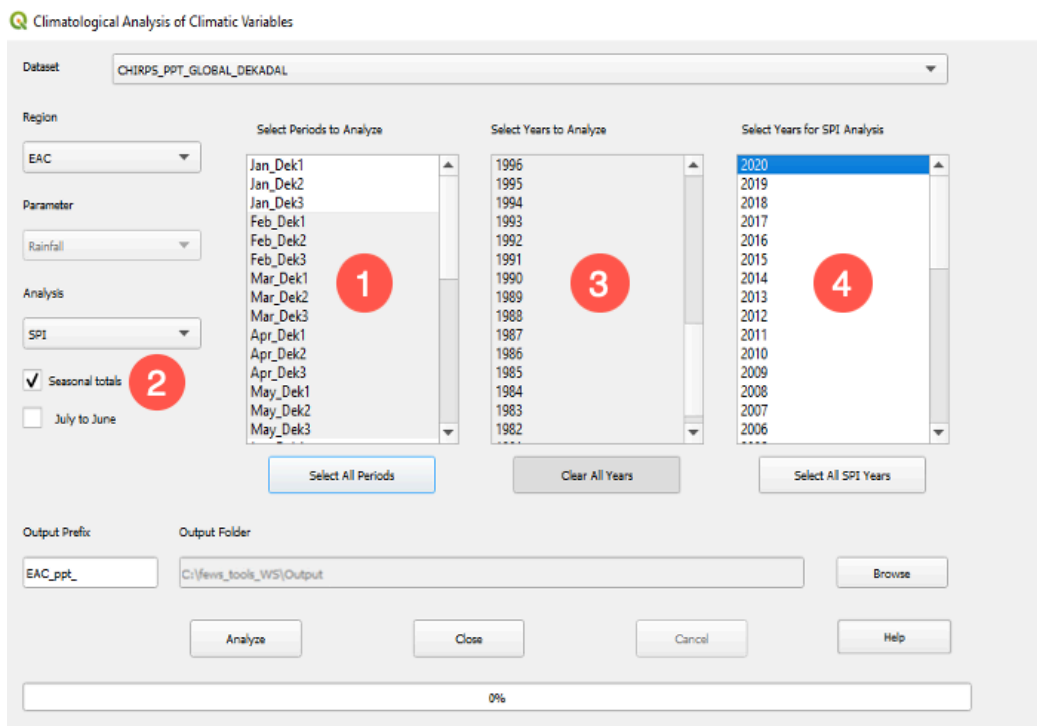 Climatological Analysis of Climatic Variables
Dataset
CHIRPS_PPT_GLOBAL_DEKADAL
Region
EAC
Parameter
Rainfall
Analysis
SPI
Seasonal totals
2
July to June
Select Periods to Analyze
Jan_Dek1
Jan_Dek2
Jan_Dek3
Feb_Dek1
Feb_Dek2
Feb_Dek3
Mar_Dek1
Mar_Dek2
Mar_Dek3
Apr_Dek1
Apr_Dek2
Apr_Dek3
May_Dek1
May_Dek2
May_Dek3
1
Select All Periods
Select Years to Analyze
1996
1995
1994
1993
1992
1991
1990
1989
1988
1987
1986
1985
1984
1983
1982
3
Clear All Years
Select Years for SPI Analysis
2020
2019
2018
2017
2016
2015
2014
2013
2012
2011
2010
2009
2008
2007
2006
4
Select All SPI Years
Output Prefix
EAC_ppt_
Output Folder
C:\fews_tools_WS\Output
Browse
Analyze
Close
Cancel
Help
0%